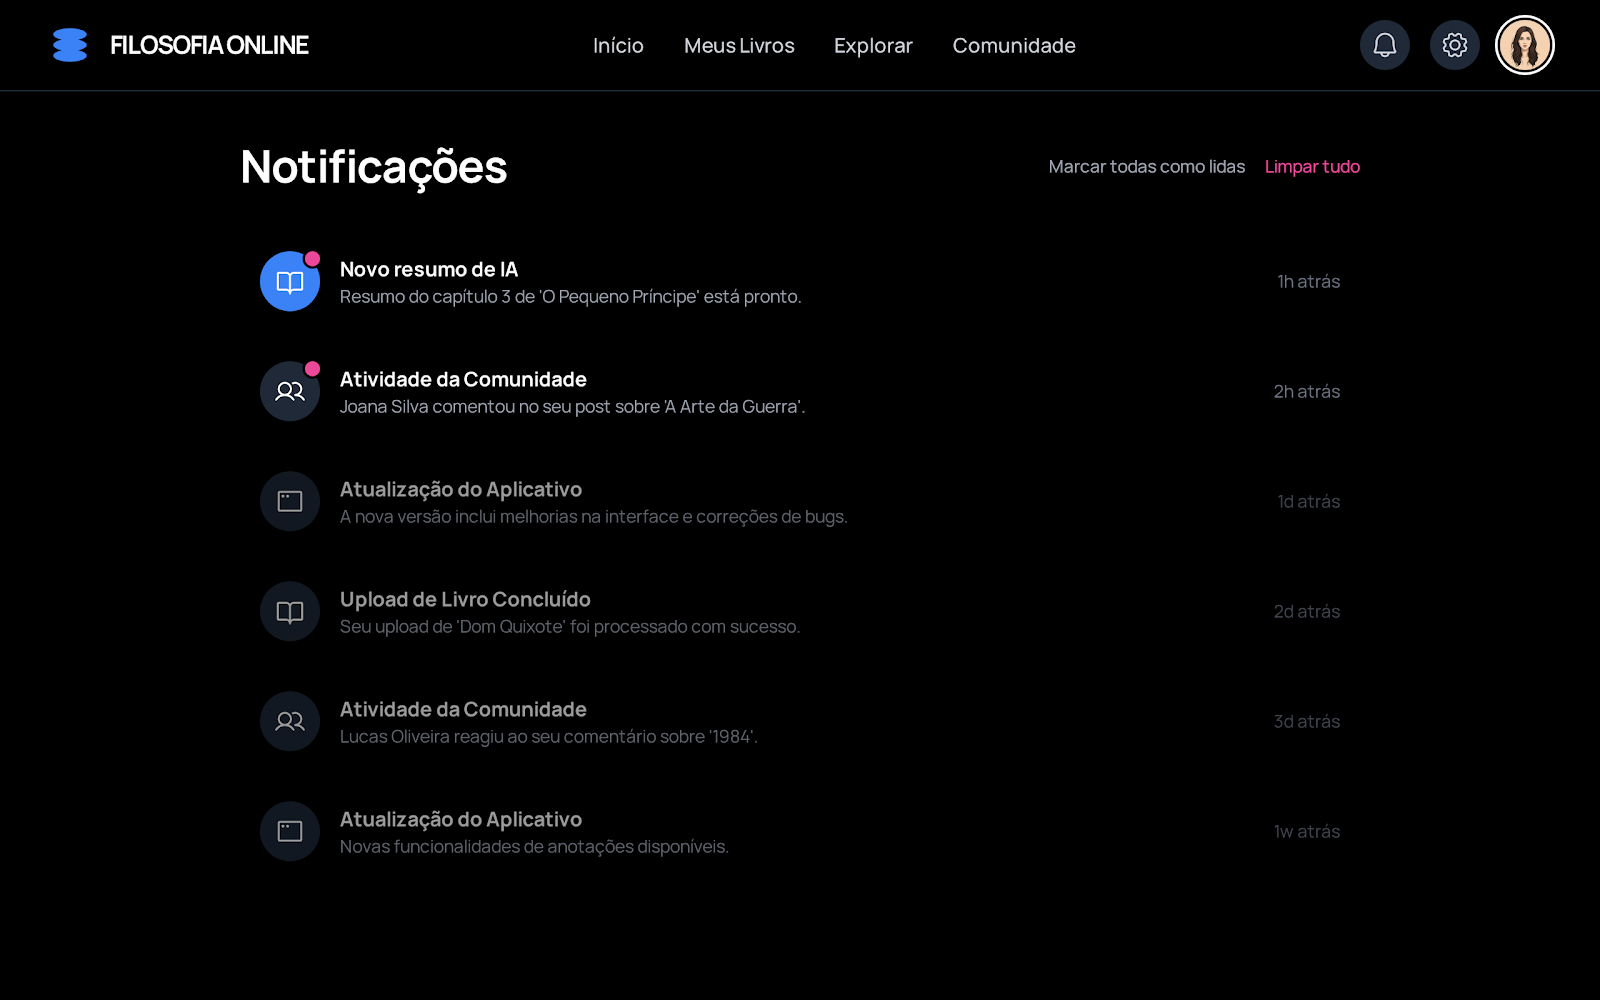 FILOSOFIA ONLINE
Início
Meus Livros
Explorar
Comunidade
Notificações
Marcar todas como lidas
Limpar tudo
Novo resumo de IA
Resumo do capítulo 3 de 'O Pequeno Príncipe' está pronto.
1h atrás
Atividade da Comunidade
Joana Silva comentou no seu post sobre 'A Arte da Guerra'.
2h atrás
Atualização do Aplicativo
A nova versão inclui melhorias na interface e correções de bugs.
1d atrás
Upload de Livro Concluído
Seu upload de 'Dom Quixote' foi processado com sucesso.
2d atrás
Atividade da Comunidade
Lucas Oliveira reagiu ao seu comentário sobre '1984'.
3d atrás
Atualização do Aplicativo
Novas funcionalidades de anotações disponíveis.
1w atrás